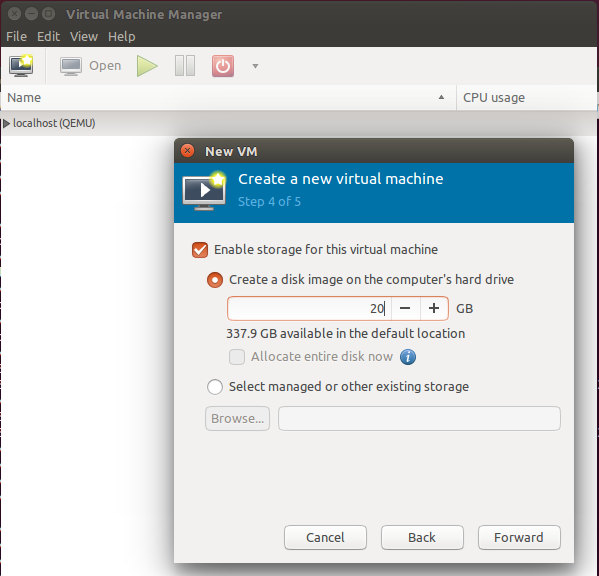 Virtual Machine Manager
File Edit View Help
Open
Name CPU usage
localhost (QEMU)
New VM
Create a new virtual machine
Step 4 of 5
Enable storage for this virtual machine
Create a disk image on the computer's hard drive
20 GB
337.9 GB available in the default location
Allocate entire disk now
Select managed or other existing storage
Browse...
Cancel Back Forward